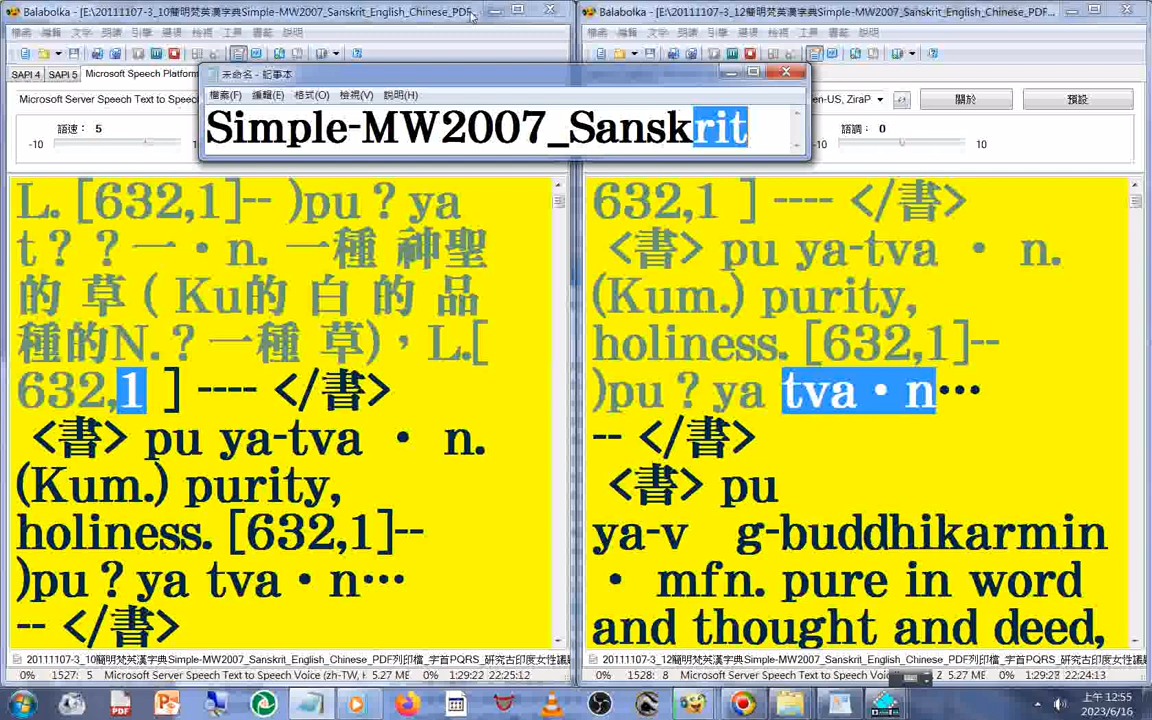 Balabolka - [E:\20111107-3_10簡明梵英漢字典Simple-MW2007_Sanskrit_English_Chinese_PDF
Balabolka - [E:\20111107-3_12簡明梵英漢字典Simple-MW2007_Sanskrit_English_Chinese_PDF...
SAPI 4 SAPI 5 Microsoft Speech Platform
Microsoft Server Speech Text to Speec
en-US, ZiraP
關於
預設
語速： 5
-10
語調： 0
-10
10
未命名 - 記事本
檔案(F) 編輯(E) 格式(O) 檢視(V) 說明(H)
Simple-MW2007_Sanskrit
L. [632,1]-- )pu？ya
t？？一・n. 一種 神聖
的 草 ( Ku的 白 的 品
種的N.？一種 草)，L.[
632,1 ] ---- </書>
<書> pu ya-tva ・ n.
(Kum.) purity,
holiness. [632,1]--
)pu？ya tva・n…
-- </書>
632,1 ] ---- </書>
<書> pu ya-tva ・ n.
(Kum.) purity,
holiness. [632,1]--
)pu？ya tva・n…
-- </書>
<書> pu
ya-v g-buddhikarmin
・ mfn. pure in word
and thought and deed,
20111107-3_10簡明梵英漢字典Simple-MW2007_Sanskrit_English_Chinese_PDF列印檔_字首PQRS_研究古印度女性議
20111107-3_12簡明梵英漢字典Simple-MW2007_Sanskrit_English_Chinese_PDF列印檔_字首PQRS_研究古印度女性議
0% 1527: 5 Microsoft Server Speech Text to Speech Voice (zh-TW, H 5.27 MB 0% 1:29:22 22:25:12
0% 1528: 8 Microsoft Server Speech Text to Speech Voice 5.27 MB 0% 1:29:27 22:24:13
上午 12:55
2023/6/16